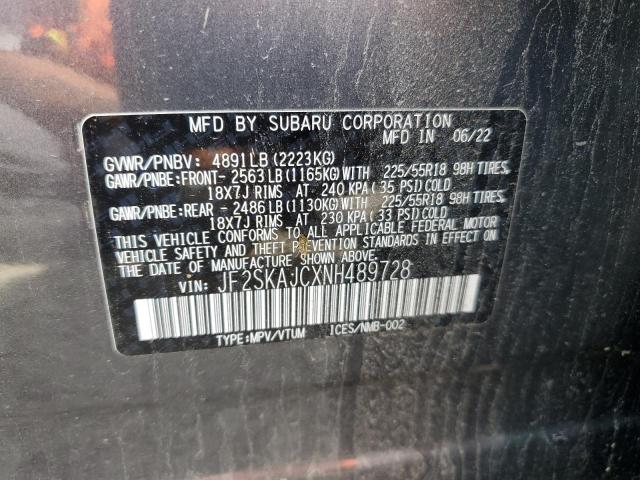 MFD BY SUBARU CORPORATION
MFD IN 06/22
GVWR/PNBV: 4891LB (2223KG)
GAWR/PNBE:FRONT- 2563LB (1165KG)WITH 225/55R18 98H TIRES,
18X7J RIMS AT 240 KPA (35 PSI)COLD
GAWR/PNBE:REAR - 2486LB (1130KG)WITH 225/55R18 98H TIRES,
18X7J RIMS AT 230 KPA (33 PSI)COLD
THIS VEHICLE CONFORMS TO ALL APPLICABLE FEDERAL MOTOR
VEHICLE SAFETY AND THEFT PREVENTION STANDARDS IN EFFECT ON
THE DATE OF MANUFACTURE SHOWN ABOVE.
VIN: JF2SKAJCXNH489728
TYPE:MPV/VTUM ICES/NMB-002